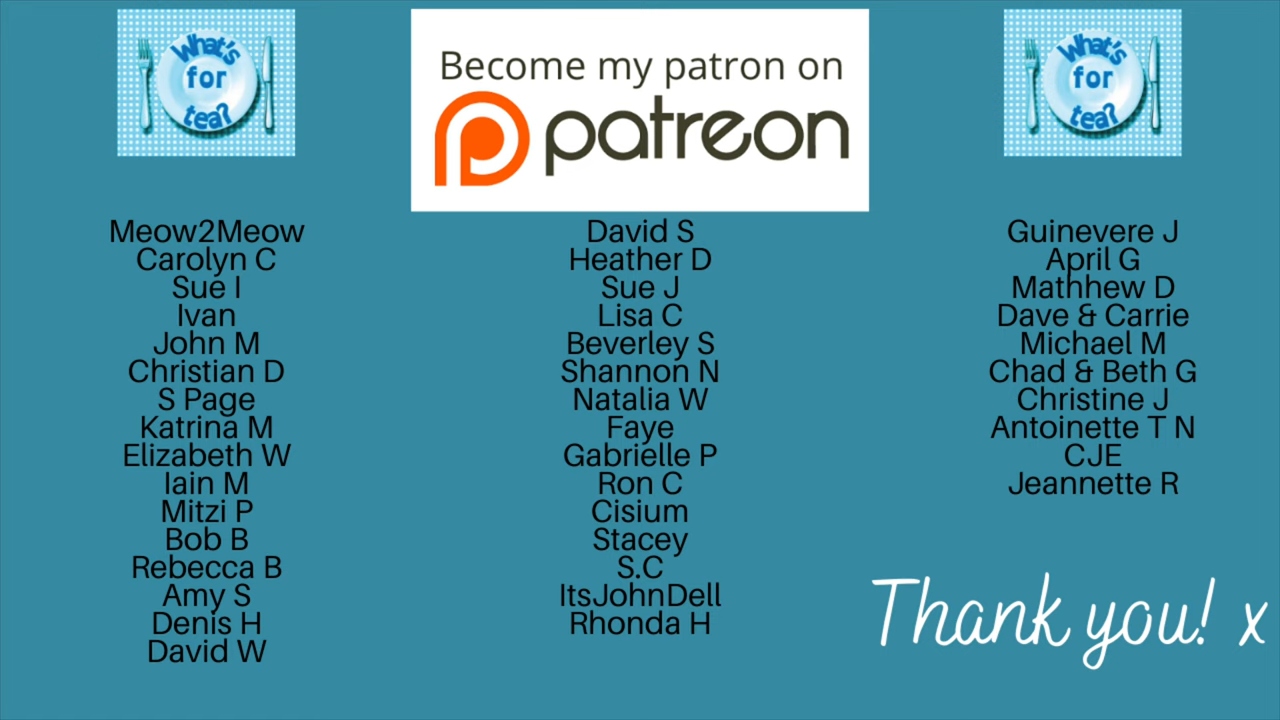 What's
for
tea?
Become my patron on
patreon
What's
for
tea?
Meow2Meow
Carolyn C
Sue I
Ivan
John M
Christian D
S Page
Katrina M
Elizabeth W
Iain M
Mitzi P
Bob B
Rebecca B
Amy S
Denis H
David W
David S
Heather D
Sue J
Lisa C
Beverley S
Shannon N
Natalia W
Faye
Gabrielle P
Ron C
Cisium
Stacey
S.C
ItsJohnDell
Rhonda H
Guinevere J
April G
Mathhew D
Dave & Carrie
Michael M
Chad & Beth G
Christine J
Antoinette T N
CJE
Jeannette R
Thank you! x